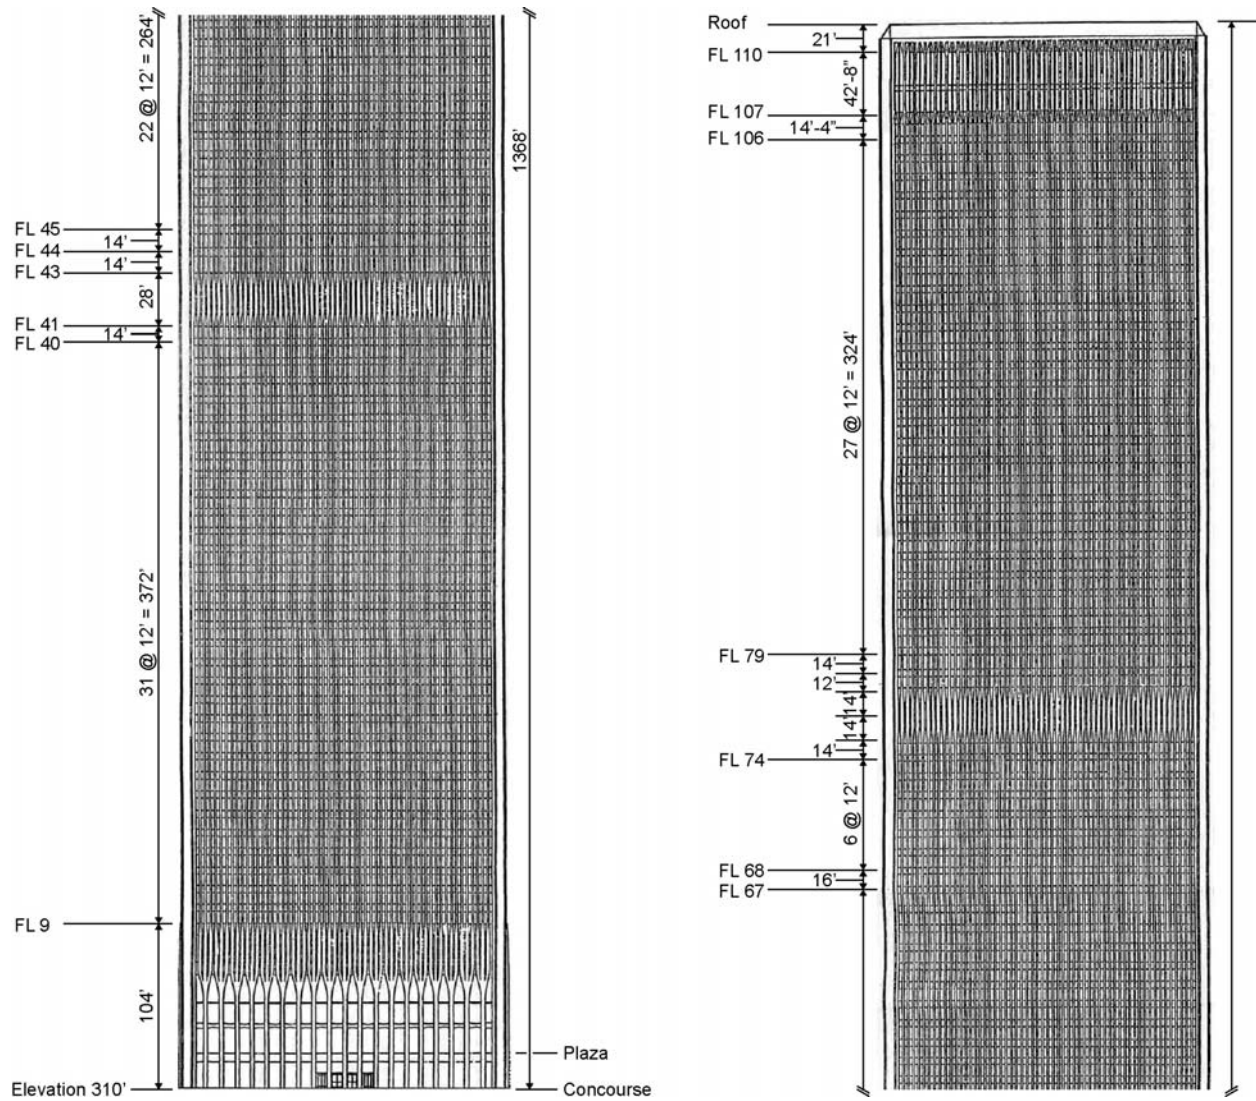 22 @ 12' = 264'
FL 45
14'
FL 44
14'
FL 43
28'
FL 41
14'
FL 40
31 @ 12' = 372'
FL 9
104'
Elevation 310'
1368'
Plaza
Concourse
Roof
21'
FL 110
42'-8"
FL 107
14'-4"
FL 106
27 @ 12' = 324'
FL 79
14'
12'
14'
14'
14'
FL 74
6 @ 12'
FL 68
16'
FL 67